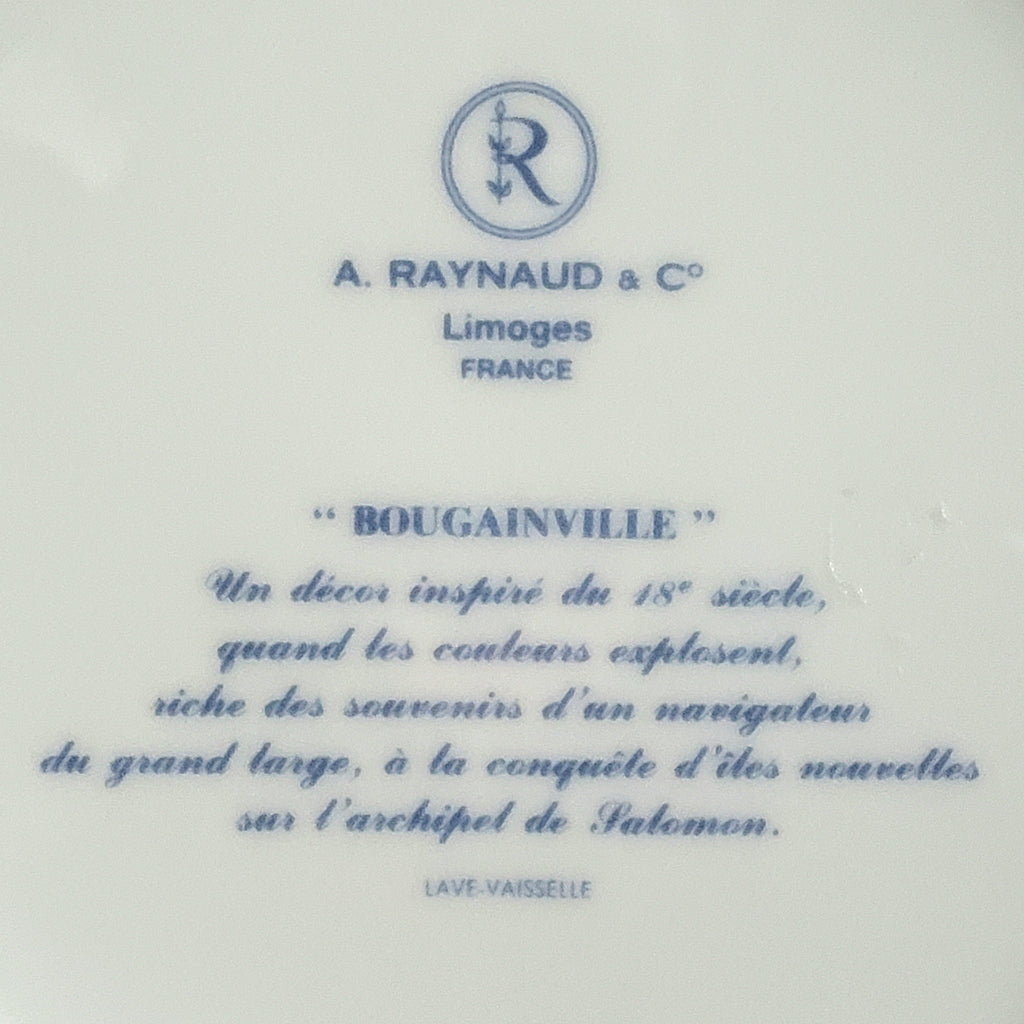 R
A. RAYNAUD & Cº
Limoges
FRANCE
“ BOUGAINVILLE ”
Un décor inspiré du 18e siècle,
quand les couleurs explosent,
riche des souvenirs d'un navigateur
du grand large, à la conquête d'îles nouvelles
sur l'archipel de Salomon.
LAVE-VAISSELLE